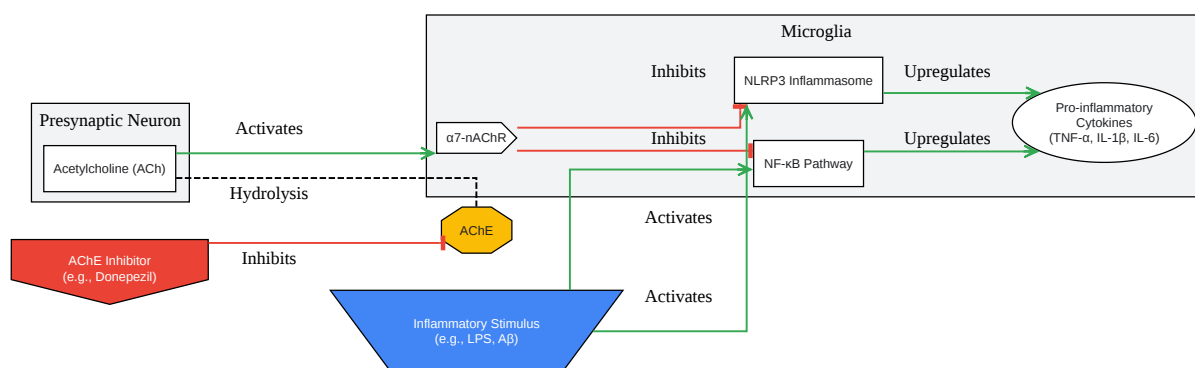 Microglia
Inhibits
NLRP3 Inflammasome
Upregulates
Presynaptic Neuron
Activates
α7-nAChR
Inhibits
Upregulates
Pro-inflammatory
Cytokines
(TNF-α, IL-1β, IL-6)
Acetylcholine (ACh)
NF-κB Pathway
Hydrolysis
Activates
AChE
Inhibits
AChE Inhibitor
(e.g., Donepezil)
Activates
Inflammatory Stimulus
(e.g., LPS, Aβ)